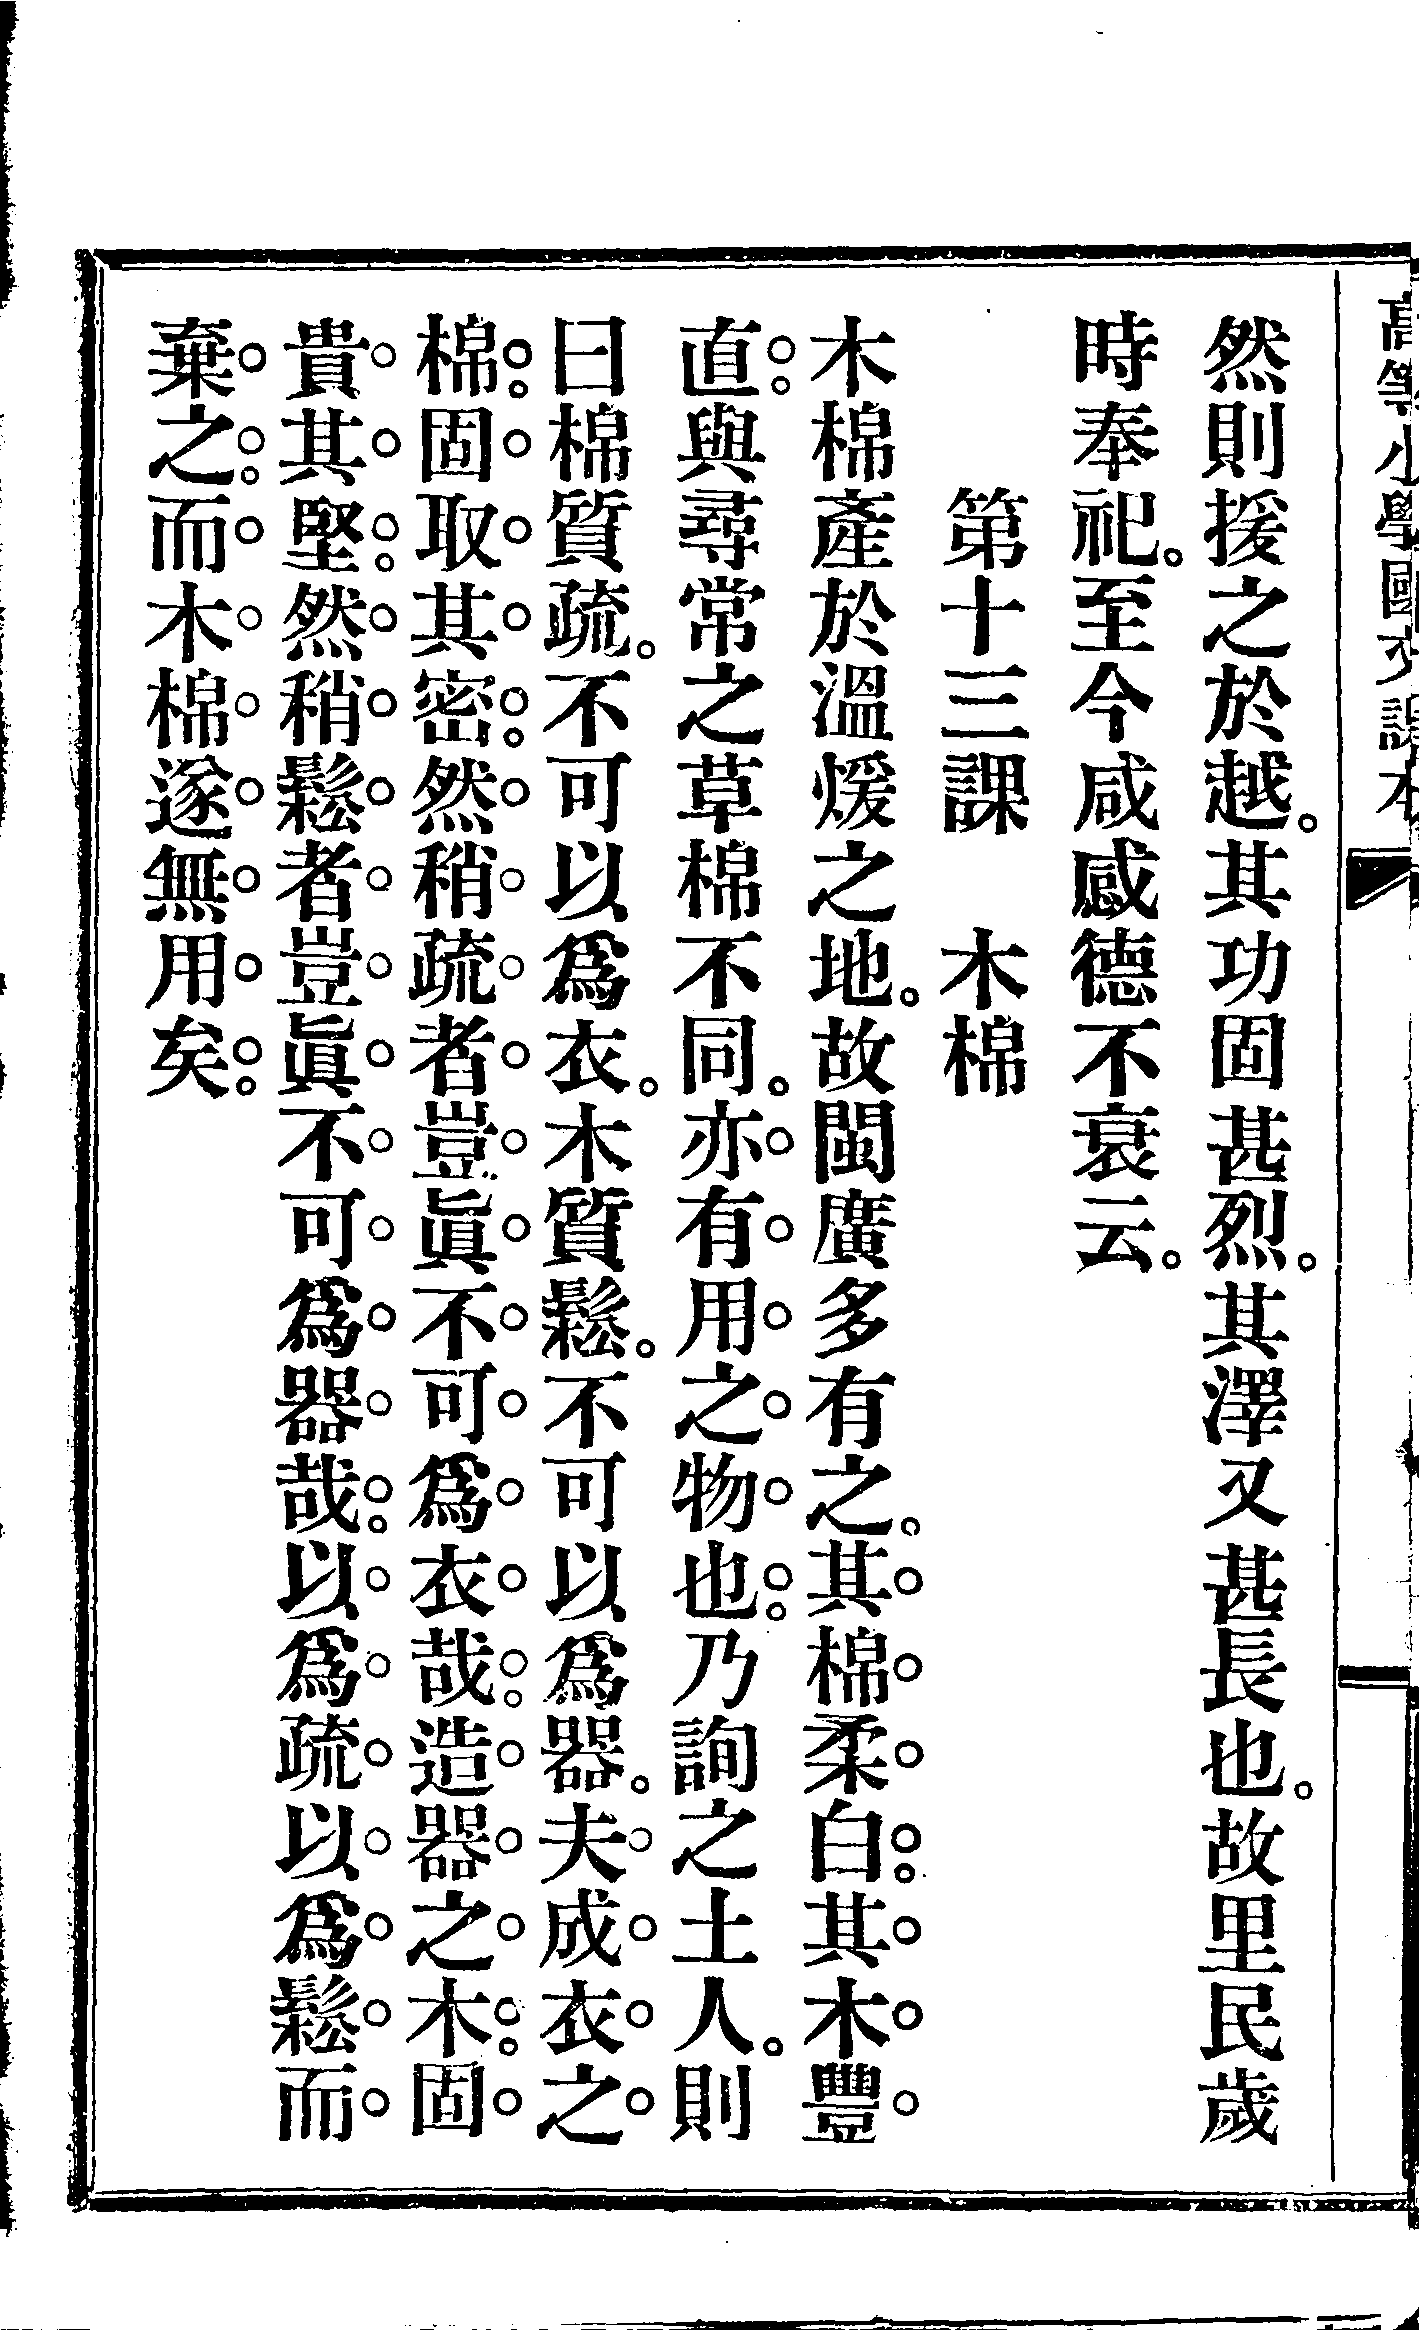 高等小學國文課本
然則援之於越。其功固甚烈。其澤又甚長也。故里民歲
時奉祀。至今咸感德不衰云。
第十三課　木棉
木棉產於溫煖之地。故閩廣多有之。其棉柔白。其木豐
直。與尋常之草棉不同。亦有用之物也。乃詢之土人。則
曰棉質疏。不可以爲衣。木質鬆。不可以爲器。夫成衣之
棉。固取其密。然稍疏者豈眞不可爲衣哉。造器之木。固
貴其堅。然稍鬆者豈眞不可爲器哉。以爲疏以爲鬆而
棄之。而木棉遂無用矣。